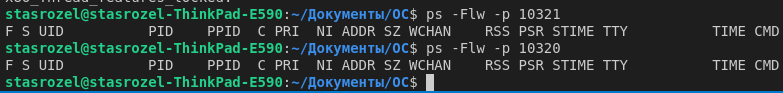 stasrozel@stasrozel-ThinkPad-E590:~/Документы/ОС$ ps -Flw -p 10321
F S UID          PID    PPID  C PRI  NI ADDR SZ WCHAN    RSS PSR STIME TTY          TIME CMD
stasrozel@stasrozel-ThinkPad-E590:~/Документы/ОС$ ps -Flw -p 10320
F S UID          PID    PPID  C PRI  NI ADDR SZ WCHAN    RSS PSR STIME TTY          TIME CMD
stasrozel@stasrozel-ThinkPad-E590:~/Документы/ОС$